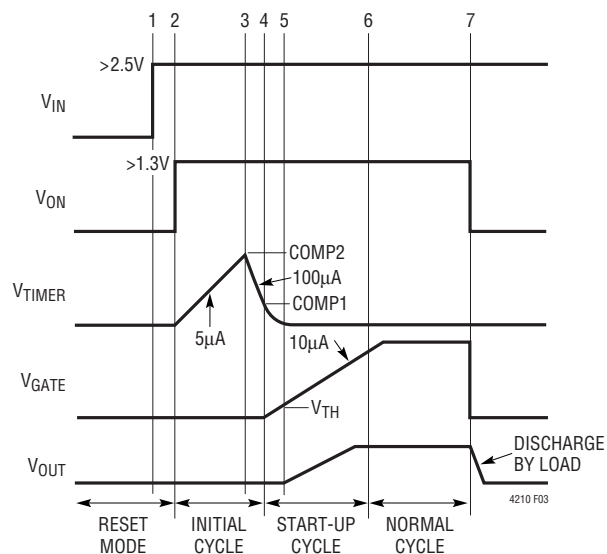 1 2 3 4 5 6 7
>2.5V
VIN
>1.3V
VON
COMP2
100µA
COMP1
VTIMER
5µA
10µA
VGATE
VTH
VOUT
DISCHARGE
BY LOAD
4210 F03
RESET
MODE
INITIAL
CYCLE
START-UP
CYCLE
NORMAL
CYCLE